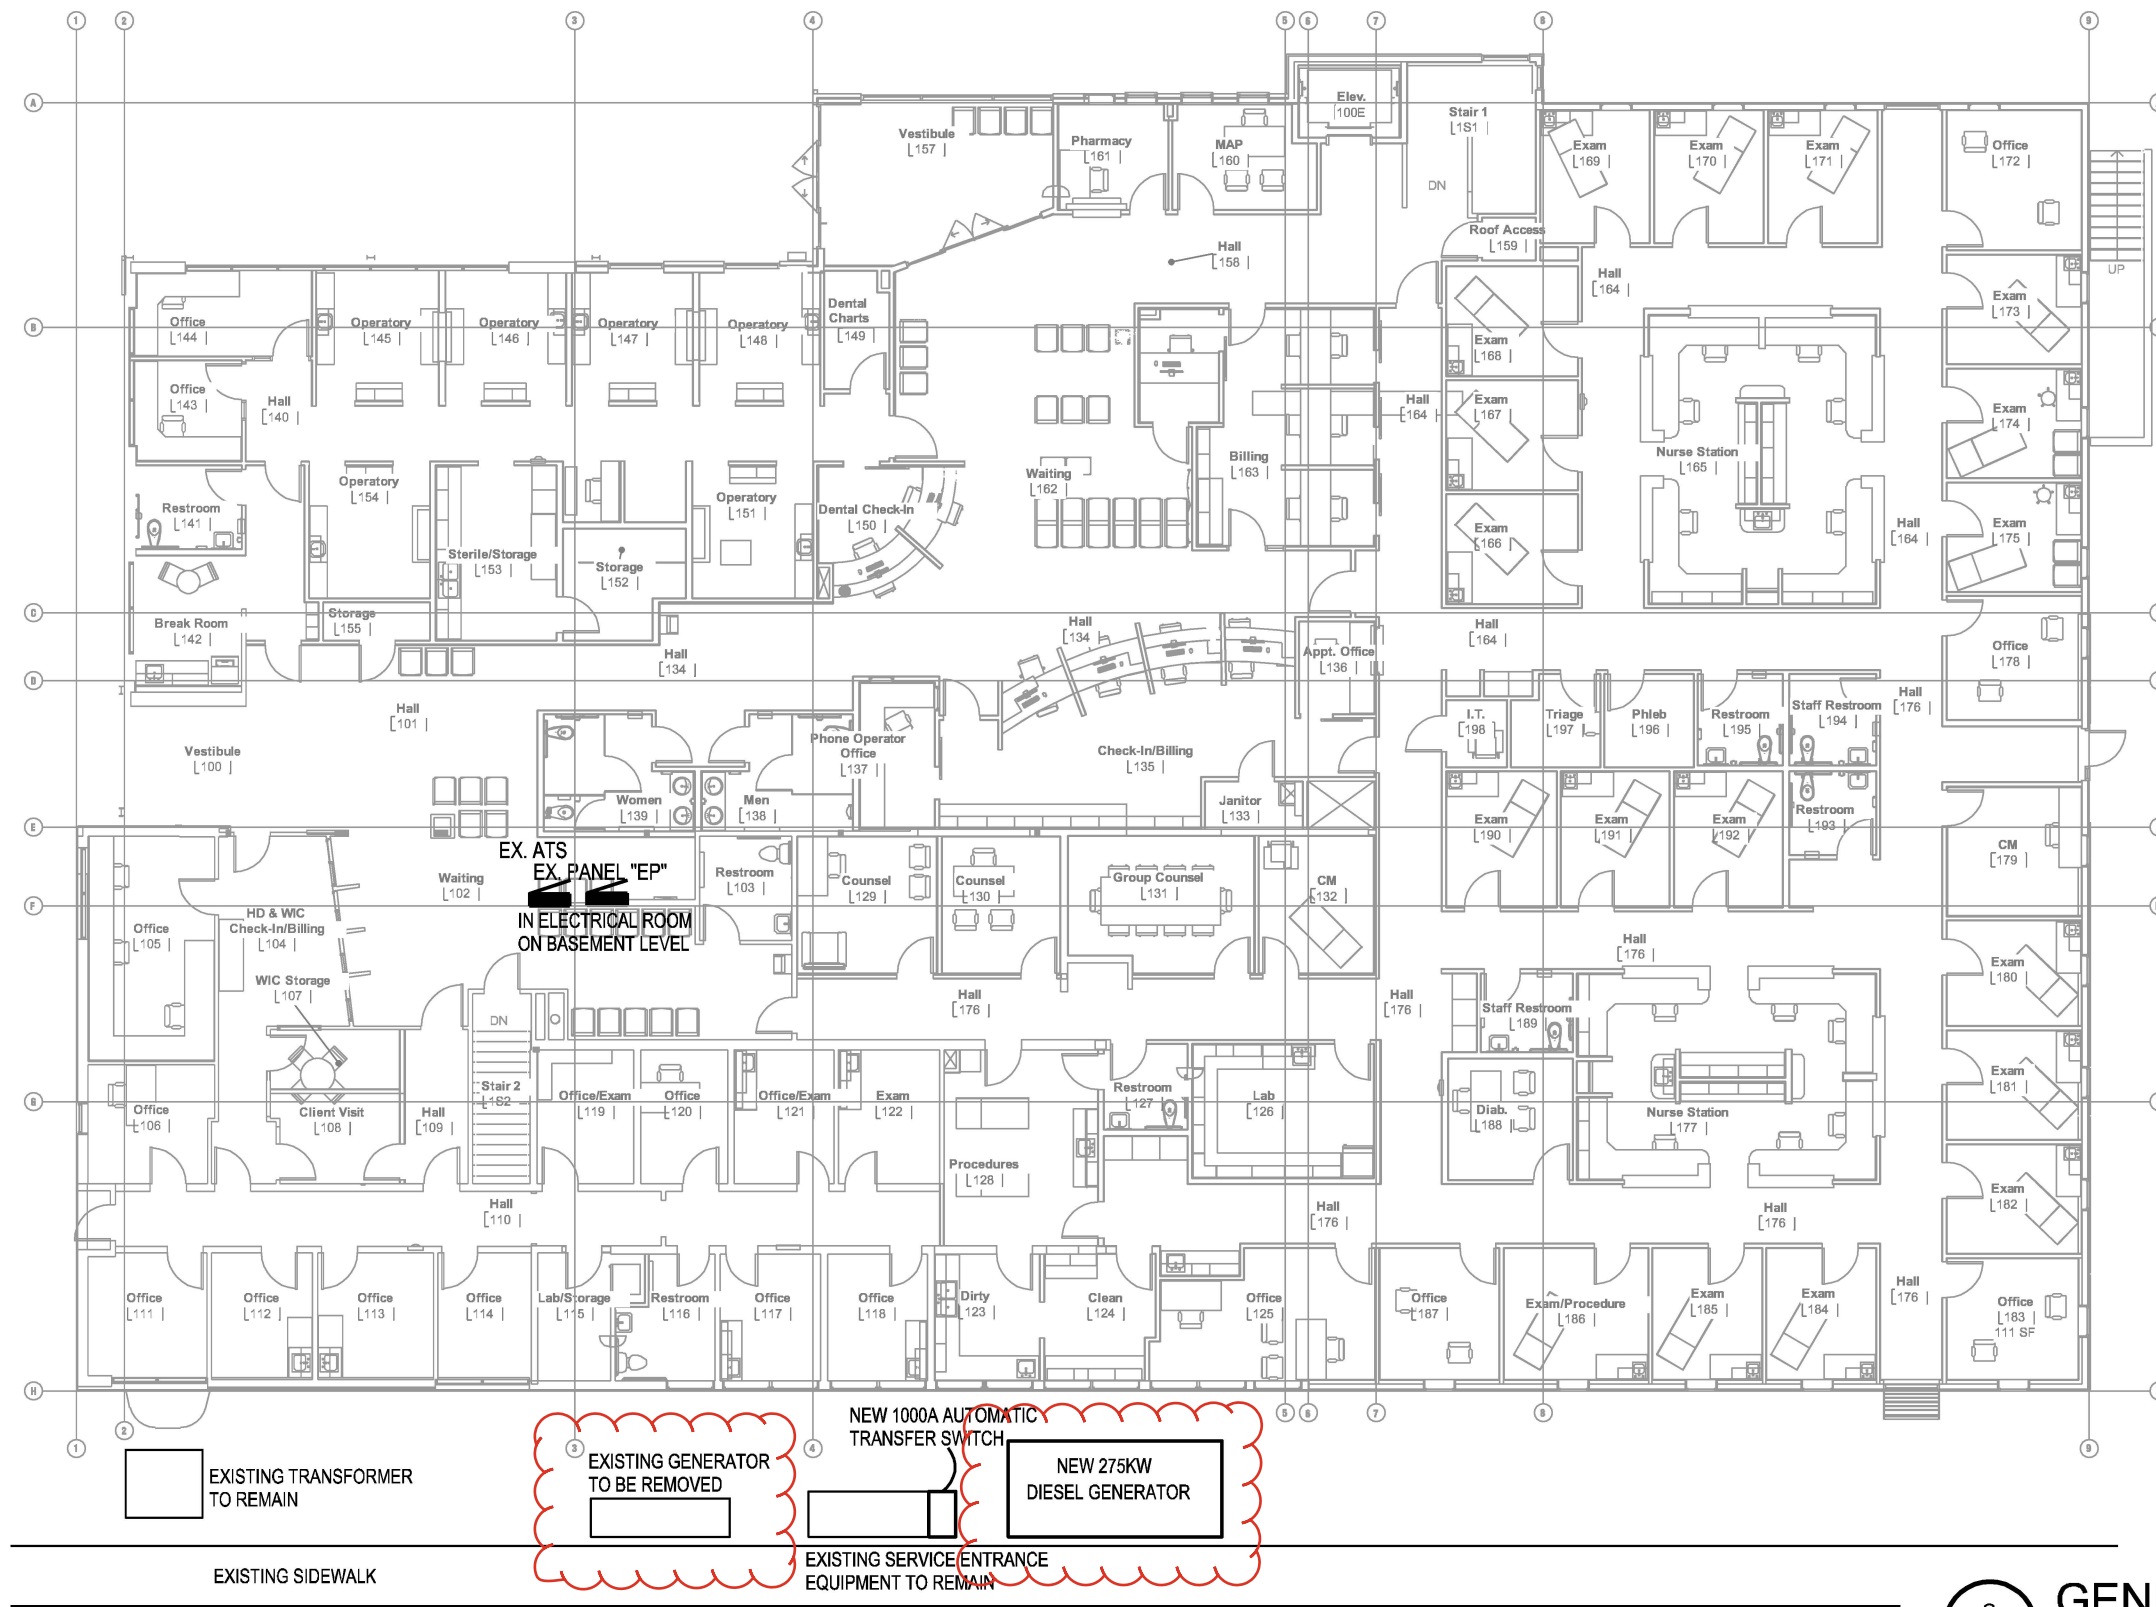 1 2 3 4 5 6 7 8 9
A
Elev.
100E
Stair 1
1S1
Vestibule
157
Pharmacy
161
MAP
160
Exam
169
Exam
170
Exam
171
Office
172
DN
Roof Access
159
Hall
158
Hall
164
UP
Exam
173
Dental
Charts
149
B
Office
144
Operatory
145
Operatory
146
Operatory
147
Operatory
148
Exam
168
Office
143
Hall
140
Hall
164
Exam
167
Exam
174
Nurse Station
165
Billing
163
Waiting
162
Operatory
154
Operatory
151
Restroom
141
Dental Check-In
150
Exam
166
Hall
164
Exam
175
Sterile/Storage
153
Storage
152
C
Storage
155
Break Room
142
Hall
134
Hall
134
Appt. Office
136
Hall
164
Office
178
D
Hall
101
I.T.
198
Triage
197
Phleb
196
Restroom
195
Staff Restroom
194
Hall
176
Vestibule
100
Phone Operator
Office
137
Check-In/Billing
135
Women
139
Men
138
Janitor
133
Restroom
193
E
Exam
190
Exam
191
Exam
192
CM
179
EX. ATS
EX. PANEL "EP"
Waiting
102
Restroom
103
Counsel
129
Counsel
130
Group Counsel
131
CM
132
F
IN ELECTRICAL ROOM
ON BASEMENT LEVEL
Office
105
HD & WIC
Check-In/Billing
104
Hall
176
Exam
180
WIC Storage
107
Hall
176
Hall
176
Staff Restroom
189
DN
Stair 2
1S2
Office/Exam
119
Office
120
Office/Exam
121
Exam
122
Restroom
127
Lab
126
Exam
181
G
Office
106
Client Visit
108
Hall
109
Diab.
188
Nurse Station
177
Procedures
128
Hall
110
Hall
176
Hall
176
Exam
182
Office
111
Office
112
Office
113
Office
114
Lab/Storage
115
Restroom
116
Office
117
Office
118
Dirty
123
Clean
124
Office
125
Office
187
Exam/Procedure
186
Exam
185
Exam
184
Hall
176
Office
183
111 SF
H
1 2 3 4 5 6 7 8 9
NEW 1000A AUTOMATIC
TRANSFER SWITCH
EXISTING TRANSFORMER
TO REMAIN
EXISTING GENERATOR
TO BE REMOVED
NEW 275KW
DIESEL GENERATOR
EXISTING SERVICE ENTRANCE
EQUIPMENT TO REMAIN
EXISTING SIDEWALK
GEN